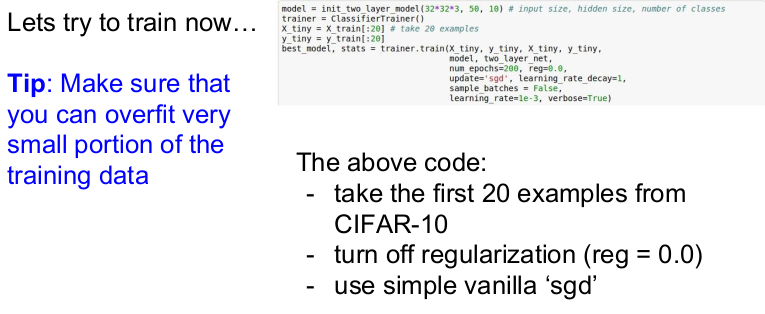 Lets try to train now…
Tip: Make sure that
you can overfit very
small portion of the
training data
model = init_two_layer_model(32*32*3, 50, 10) # input size, hidden size, number of classes
trainer = ClassifierTrainer()
X_tiny = X_train[:20] # take 20 examples
y_tiny = y_train[:20]
best_model, stats = trainer.train(X_tiny, y_tiny, X_tiny, y_tiny,
model, two_layer_net,
num_epochs=200, reg=0.0,
update='sgd', learning_rate_decay=1,
sample_batches = False,
learning_rate=1e-3, verbose=True)
The above code:
- take the first 20 examples from
CIFAR-10
- turn off regularization (reg = 0.0)
- use simple vanilla ‘sgd’